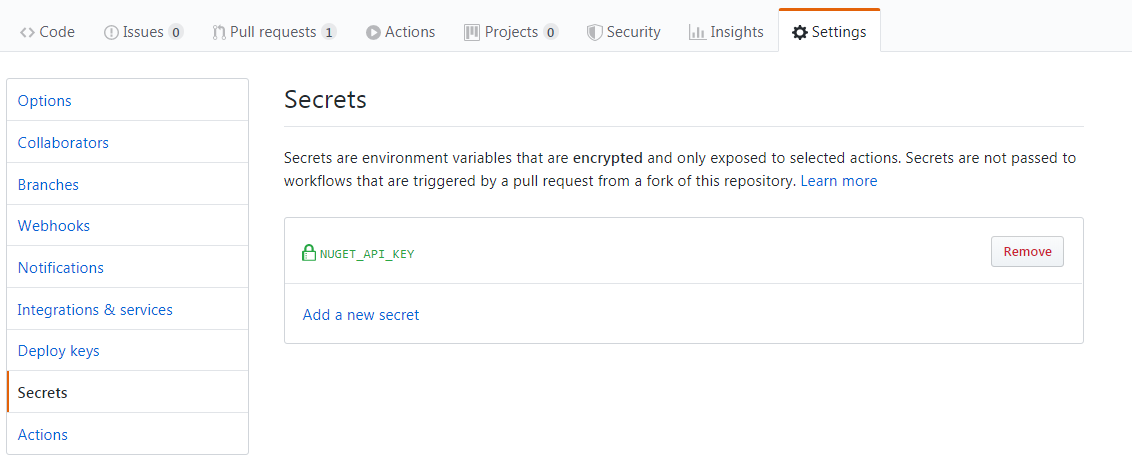 Code Issues 0 Pull requests 1 Actions Projects 0 Security Insights Settings
Options
Collaborators
Branches
Webhooks
Notifications
Integrations & services
Deploy keys
Secrets
Actions
Secrets
Secrets are environment variables that are encrypted and only exposed to selected actions. Secrets are not passed to
workflows that are triggered by a pull request from a fork of this repository. Learn more
NUGET_API_KEY Remove
Add a new secret